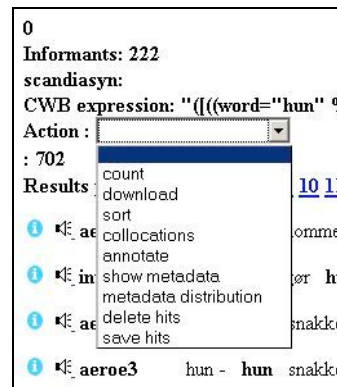 0
Informants: 222
scandiasyn:
CWB expression: "([((word="hun"
Action :
: 702
count
Results 10
download
sort
collocations
annotate
show metadata
metadata distribution
delete hits
save hits
aeroe3 hun - hun